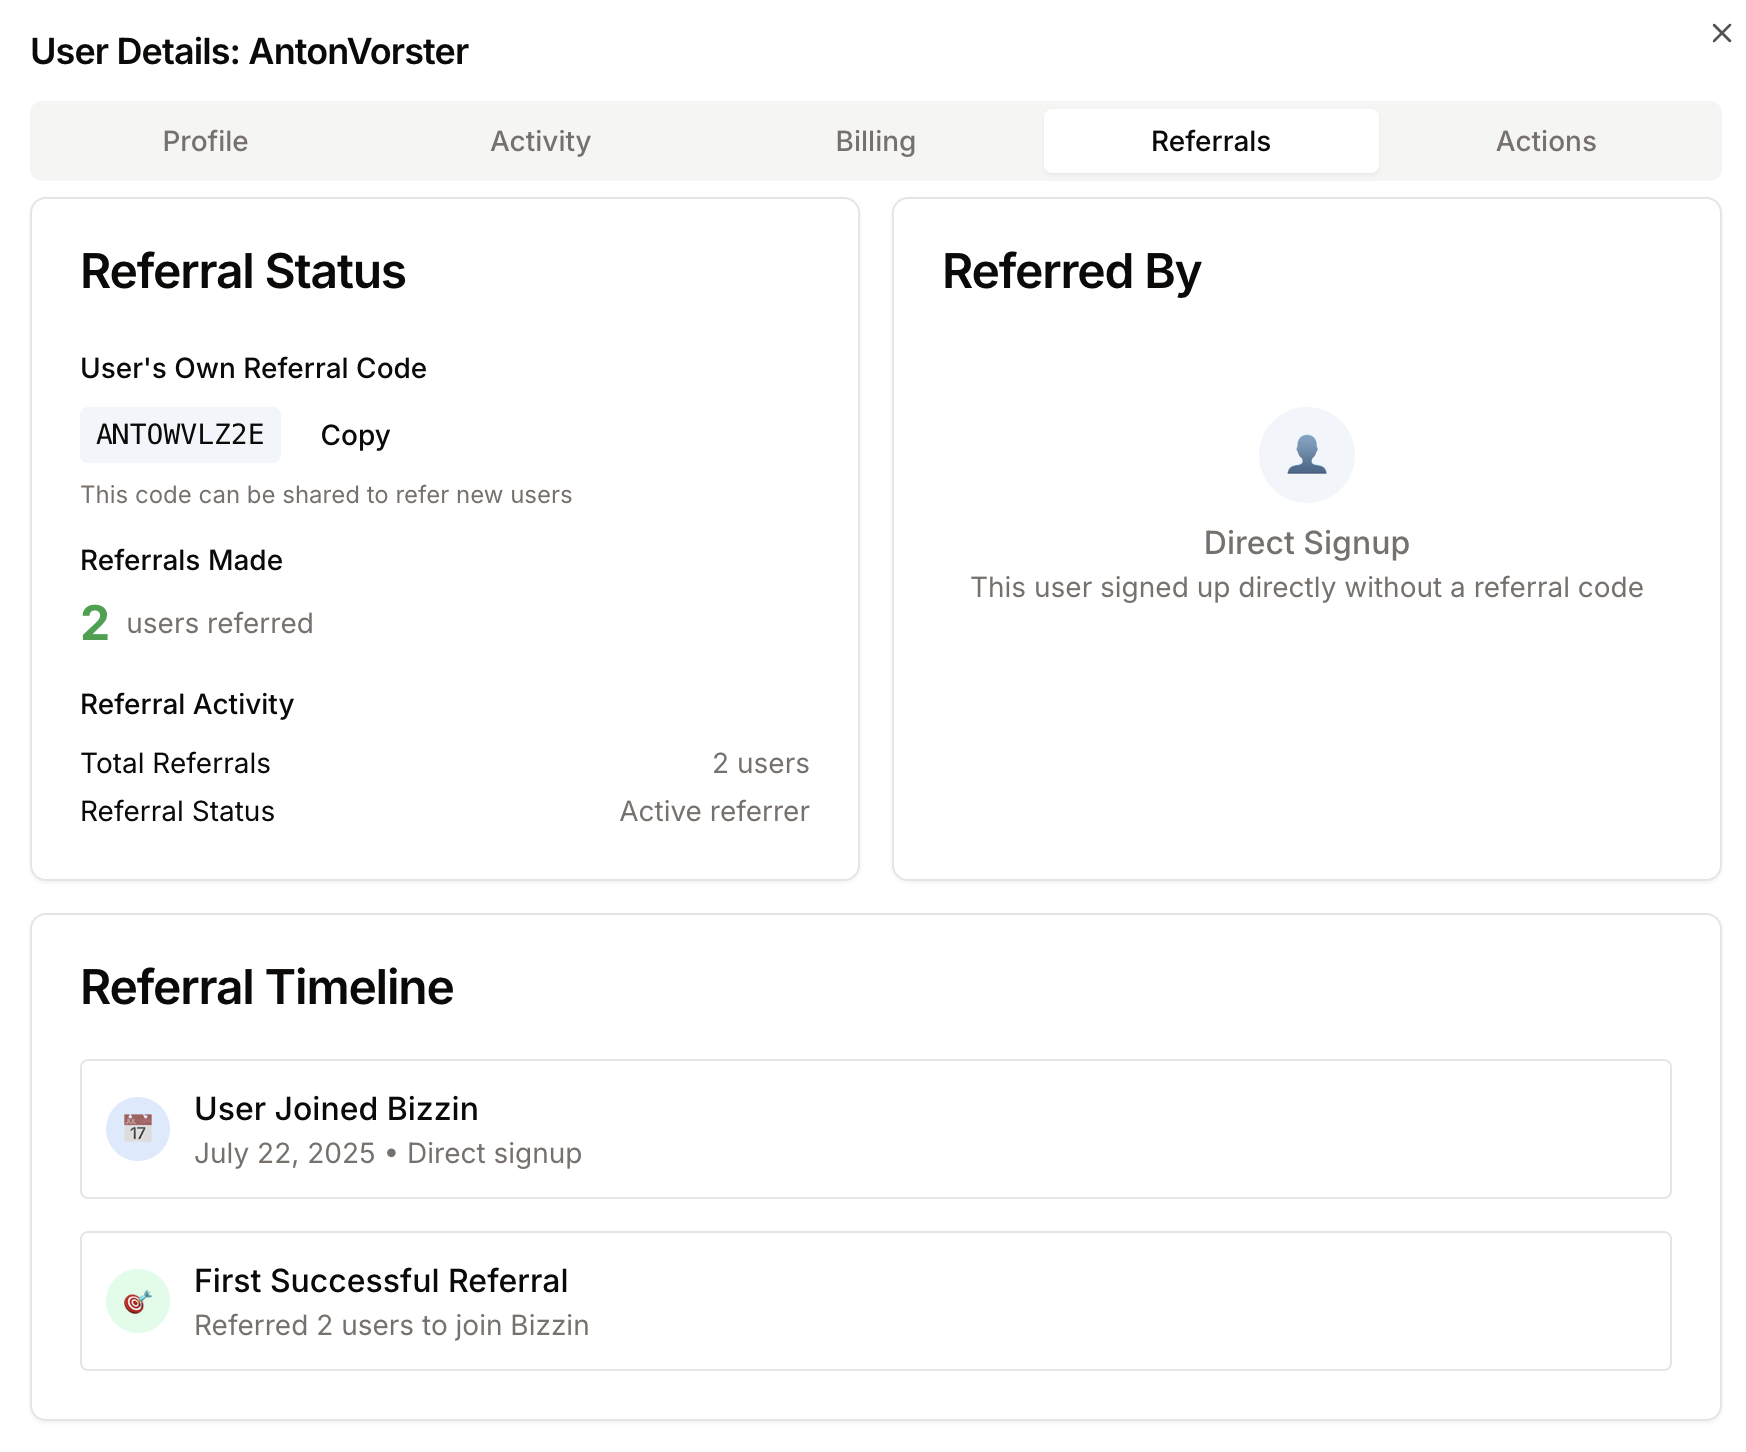 User Details: AntonVorster
Profile
Activity
Billing
Referrals
Actions
Referral Status
User's Own Referral Code
ANTOWVLZ2E
Copy
This code can be shared to refer new users
Referrals Made
2 users referred
Referral Activity
Total Referrals 2 users
Referral Status Active referrer
Referred By
Direct Signup
This user signed up directly without a referral code
Referral Timeline
17
User Joined Bizzin
July 22, 2025 • Direct signup
First Successful Referral
Referred 2 users to join Bizzin